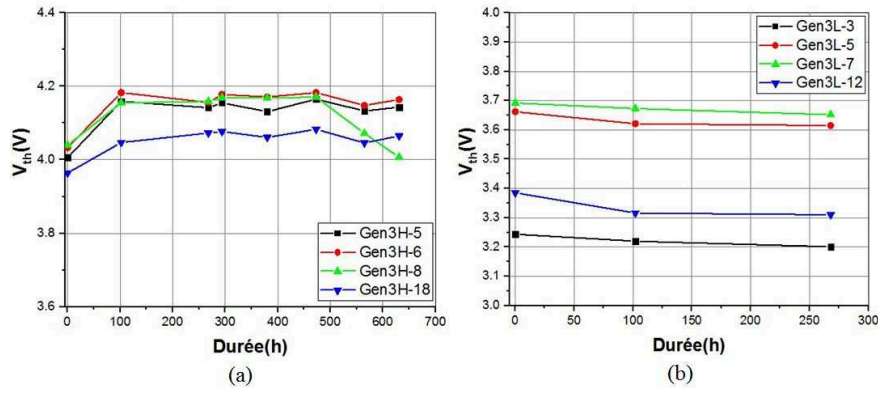 4.4
4.2
4.0
3.8
3.6
Vth(V)
0 100 200 300 400 500 600 700
Durée(h)
Gen3H-5
Gen3H-6
Gen3H-8
Gen3H-18
(a)
4.0
3.9
3.8
3.7
3.6
3.5
3.4
3.3
3.2
3.1
3.0
Vth(V)
0 50 100 150 200 250 300
Durée(h)
Gen3L-3
Gen3L-5
Gen3L-7
Gen3L-12
(b)